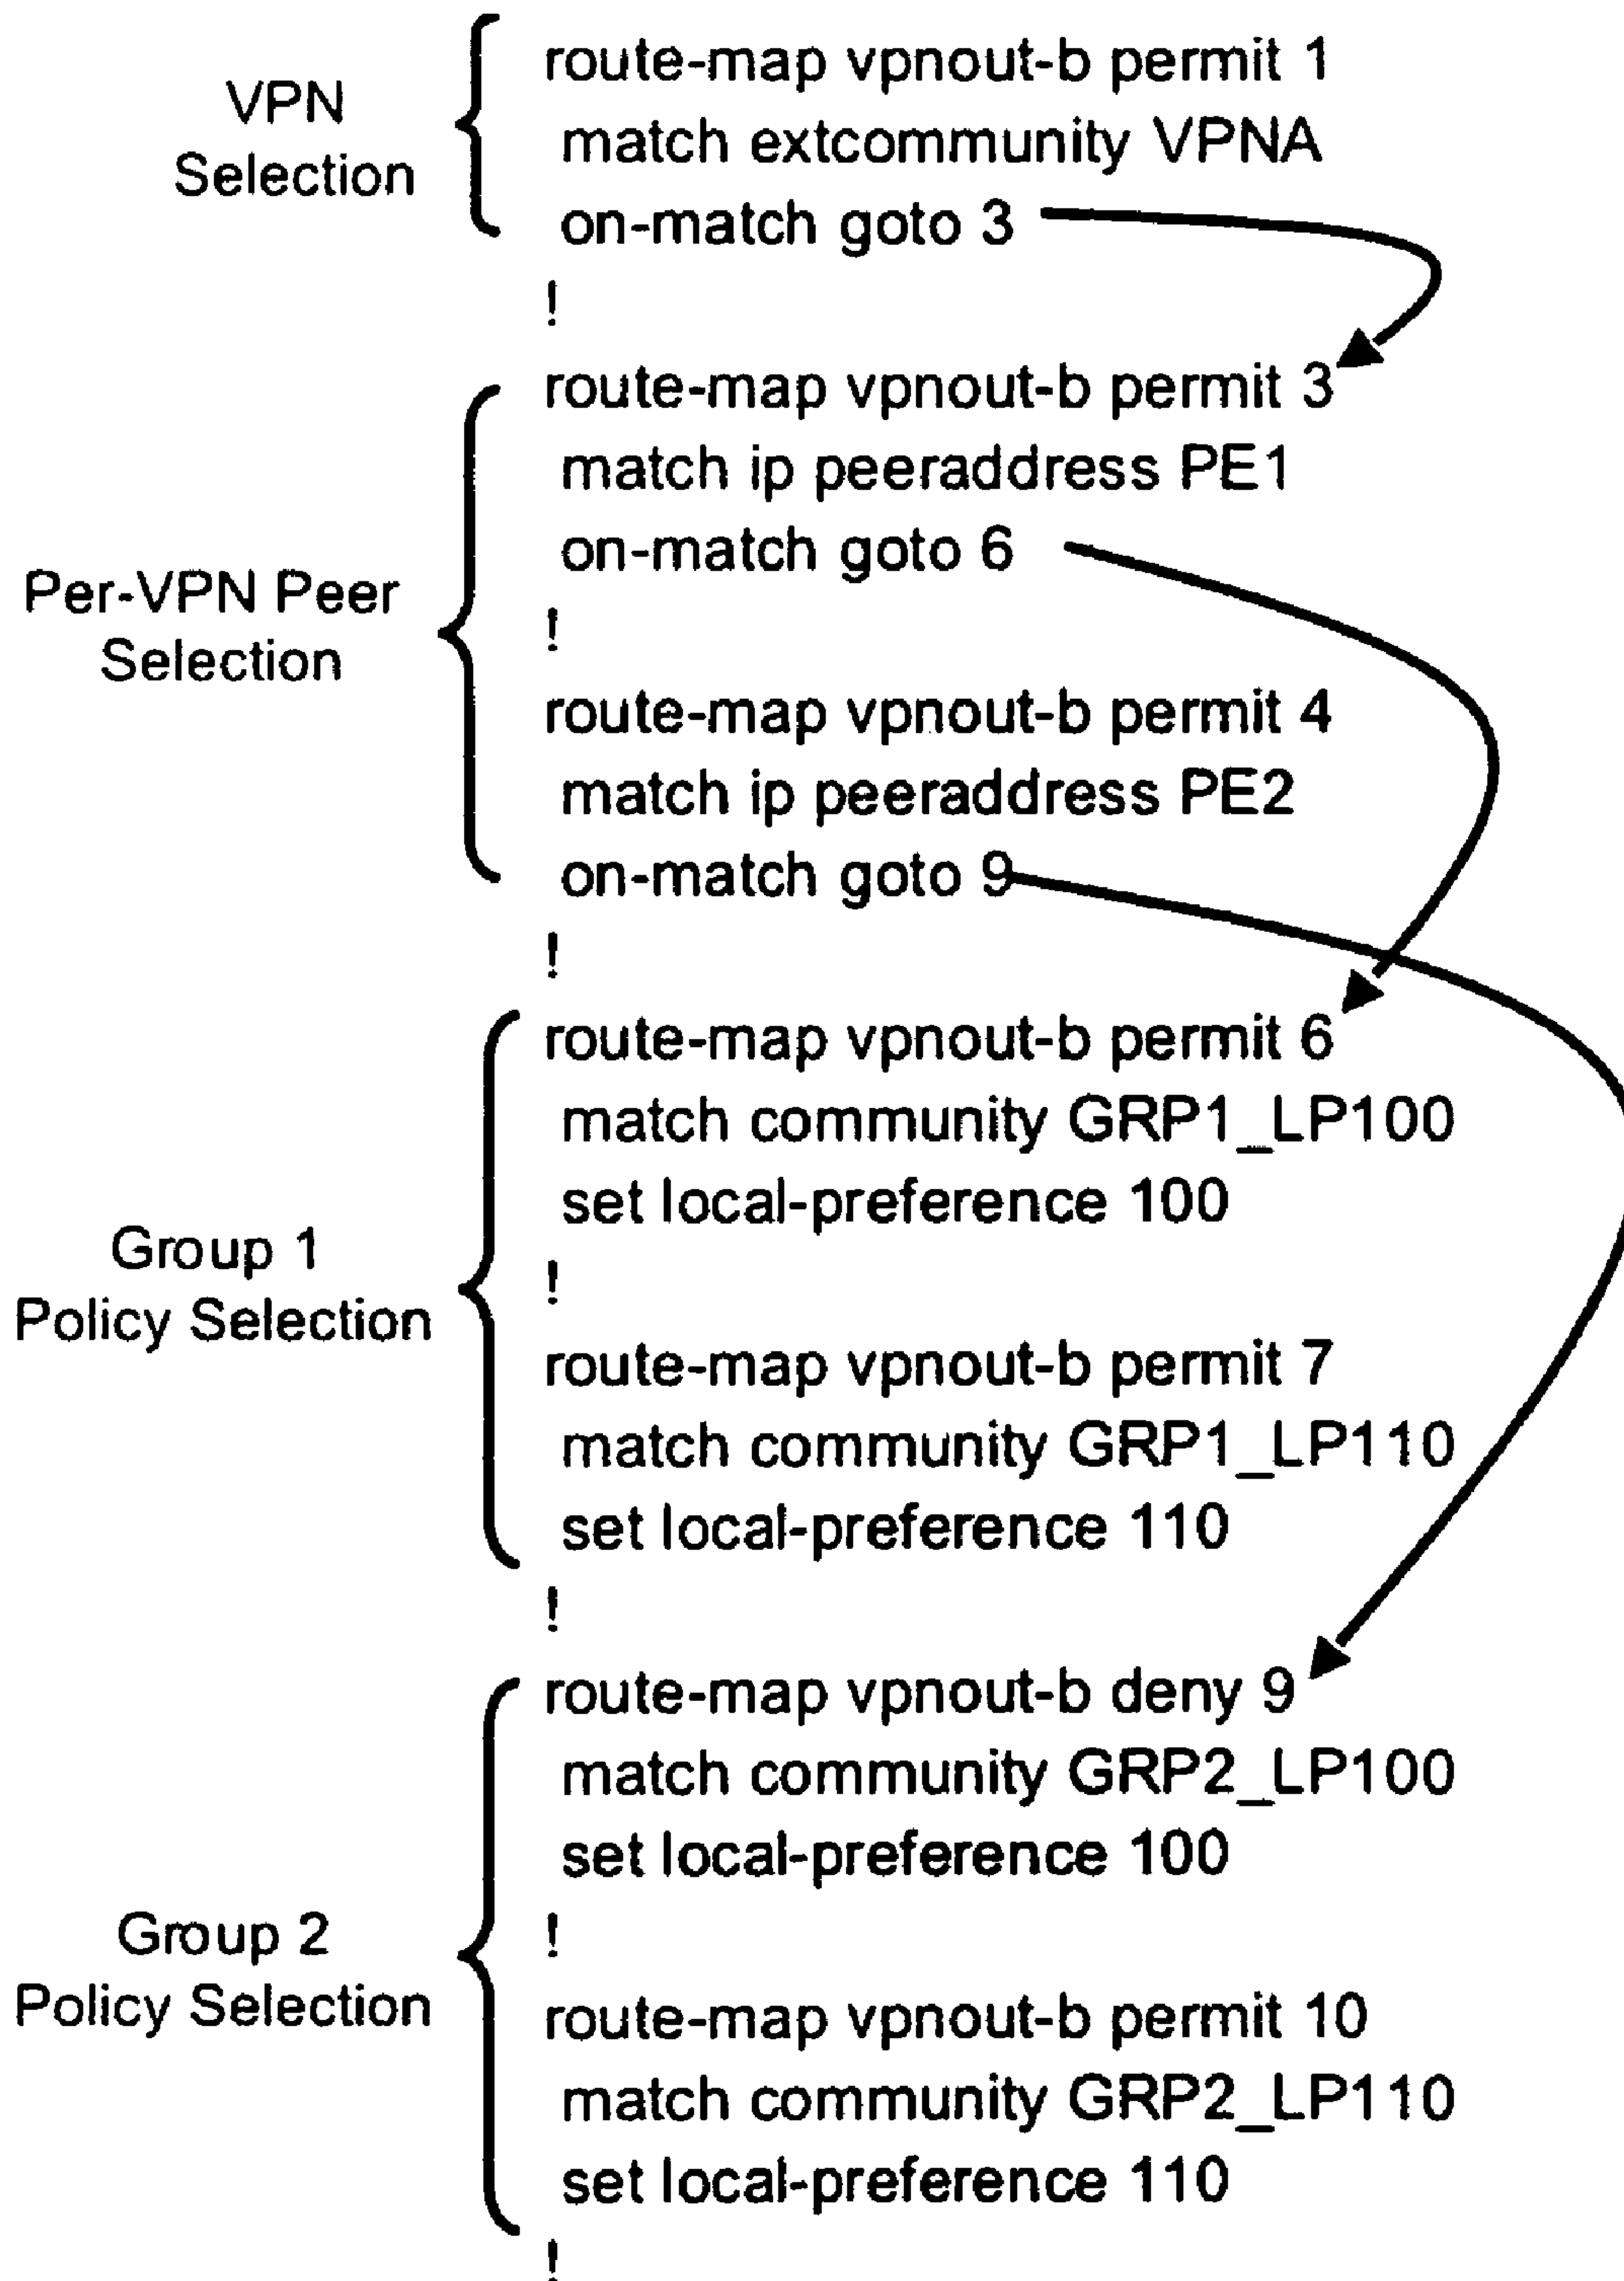 VPN
Selection
route-map vpnout-b permit 1
match extcommunity VPNA
on-match goto 3
!
Per-VPN Peer
Selection
route-map vpnout-b permit 3
match ip peeraddress PE1
on-match goto 6
!
route-map vpnout-b permit 4
match ip peeraddress PE2
on-match goto 9
!
Group 1
Policy Selection
route-map vpnout-b permit 6
match community GRP1_LP100
set local-preference 100
!
route-map vpnout-b permit 7
match community GRP1_LP110
set local-preference 110
!
Group 2
Policy Selection
route-map vpnout-b deny 9
match community GRP2_LP100
set local-preference 100
!
route-map vpnout-b permit 10
match community GRP2_LP110
set local-preference 110
!